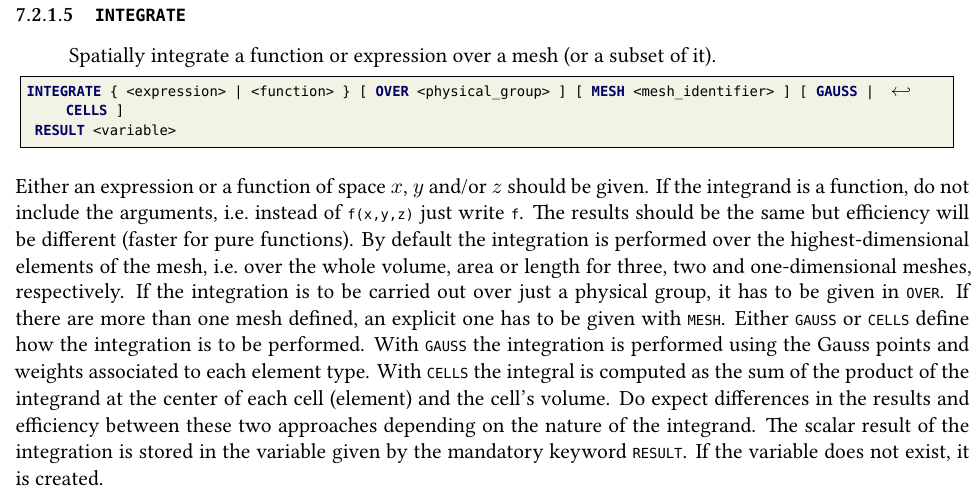 7.2.1.5 INTEGRATE
Spatially integrate a function or expression over a mesh (or a subset of it).
INTEGRATE { <expression> | <function> } [ OVER <physical_group> ] [ MESH <mesh_identifier> ] [ GAUSS | ↩
CELLS ]
RESULT <variable>
Either an expression or a function of space x, y and/or z should be given. If the integrand is a function, do not
include the arguments, i.e. instead of f(x,y,z) just write f. The results should be the same but efficiency will
be different (faster for pure functions). By default the integration is performed over the highest-dimensional
elements of the mesh, i.e. over the whole volume, area or length for three, two and one-dimensional meshes,
respectively. If the integration is to be carried out over just a physical group, it has to be given in OVER. If
there are more than one mesh defined, an explicit one has to be given with MESH. Either GAUSS or CELLS define
how the integration is to be performed. With GAUSS the integration is performed using the Gauss points and
weights associated to each element type. With CELLS the integral is computed as the sum of the product of the
integrand at the center of each cell (element) and the cell's volume. Do expect differences in the results and
efficiency between these two approaches depending on the nature of the integrand. The scalar result of the
integration is stored in the variable given by the mandatory keyword RESULT. If the variable does not exist, it
is created.